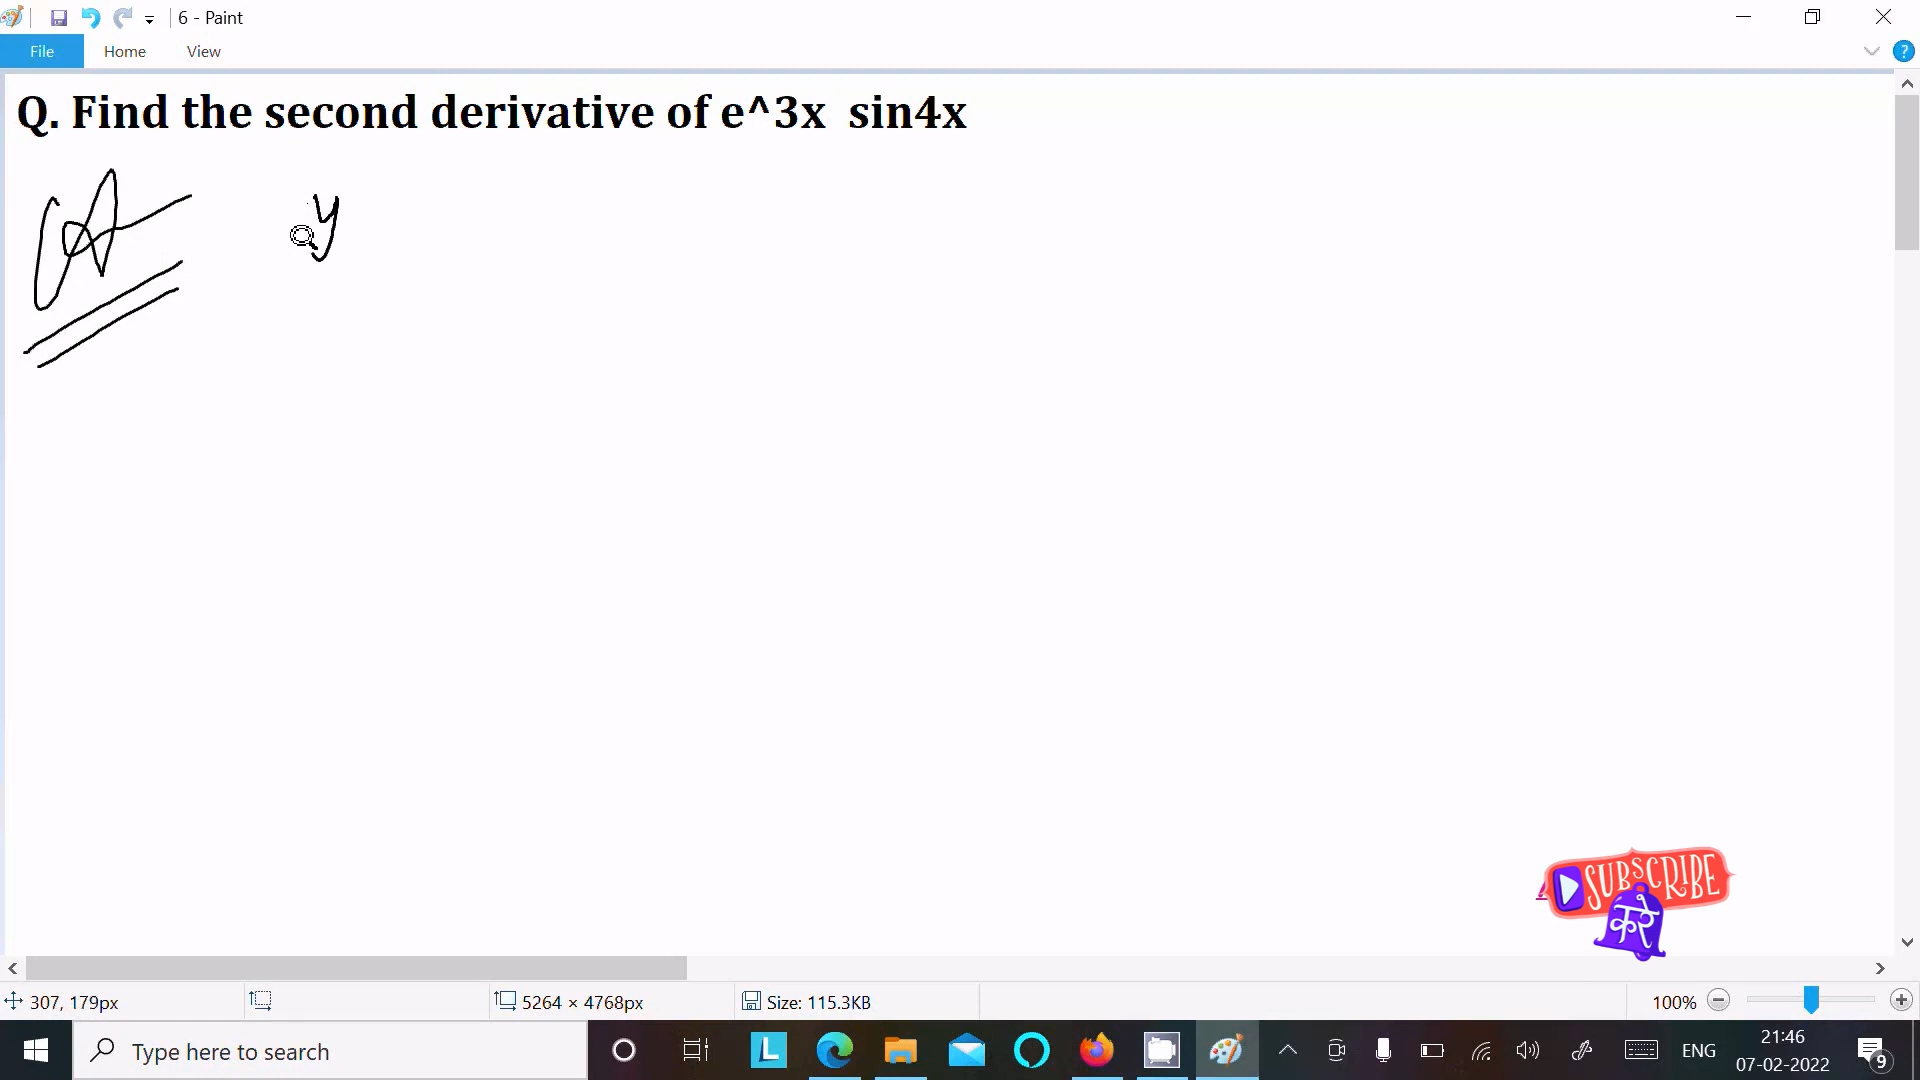 6 - Paint
File Home View
Q. Find the second derivative of e^3x sin4x
y
SUBSCRIBE
करे
307, 179px
5264 × 4768px
Size: 115.3KB
100%
Type here to search
L
ENG
21:46
07-02-2022
9